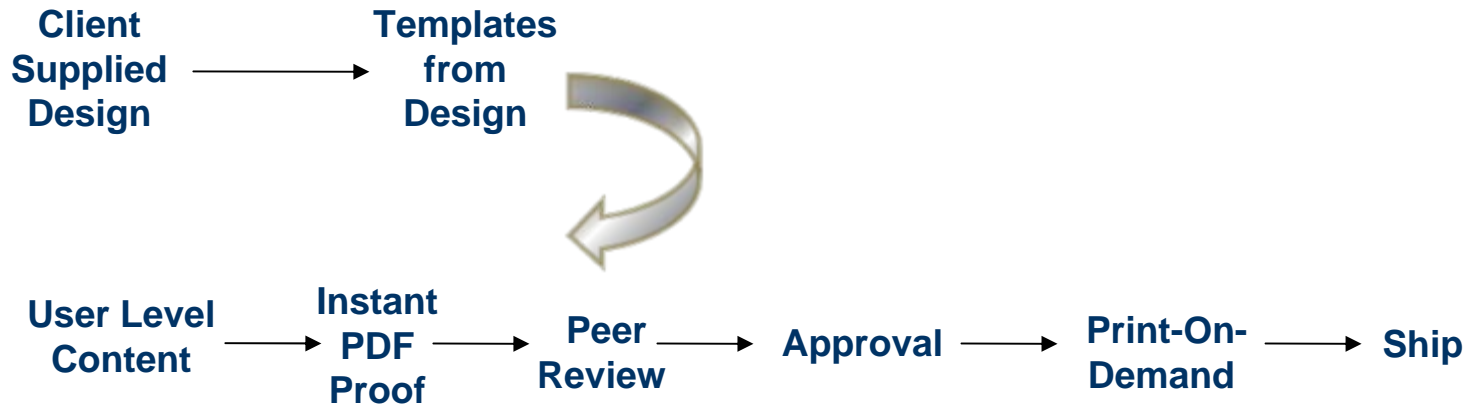 Client
Supplied
Design
Templates
from
Design
User Level
Content
Instant
PDF
Proof
Peer
Review
Approval
Print-On-
Demand
Ship